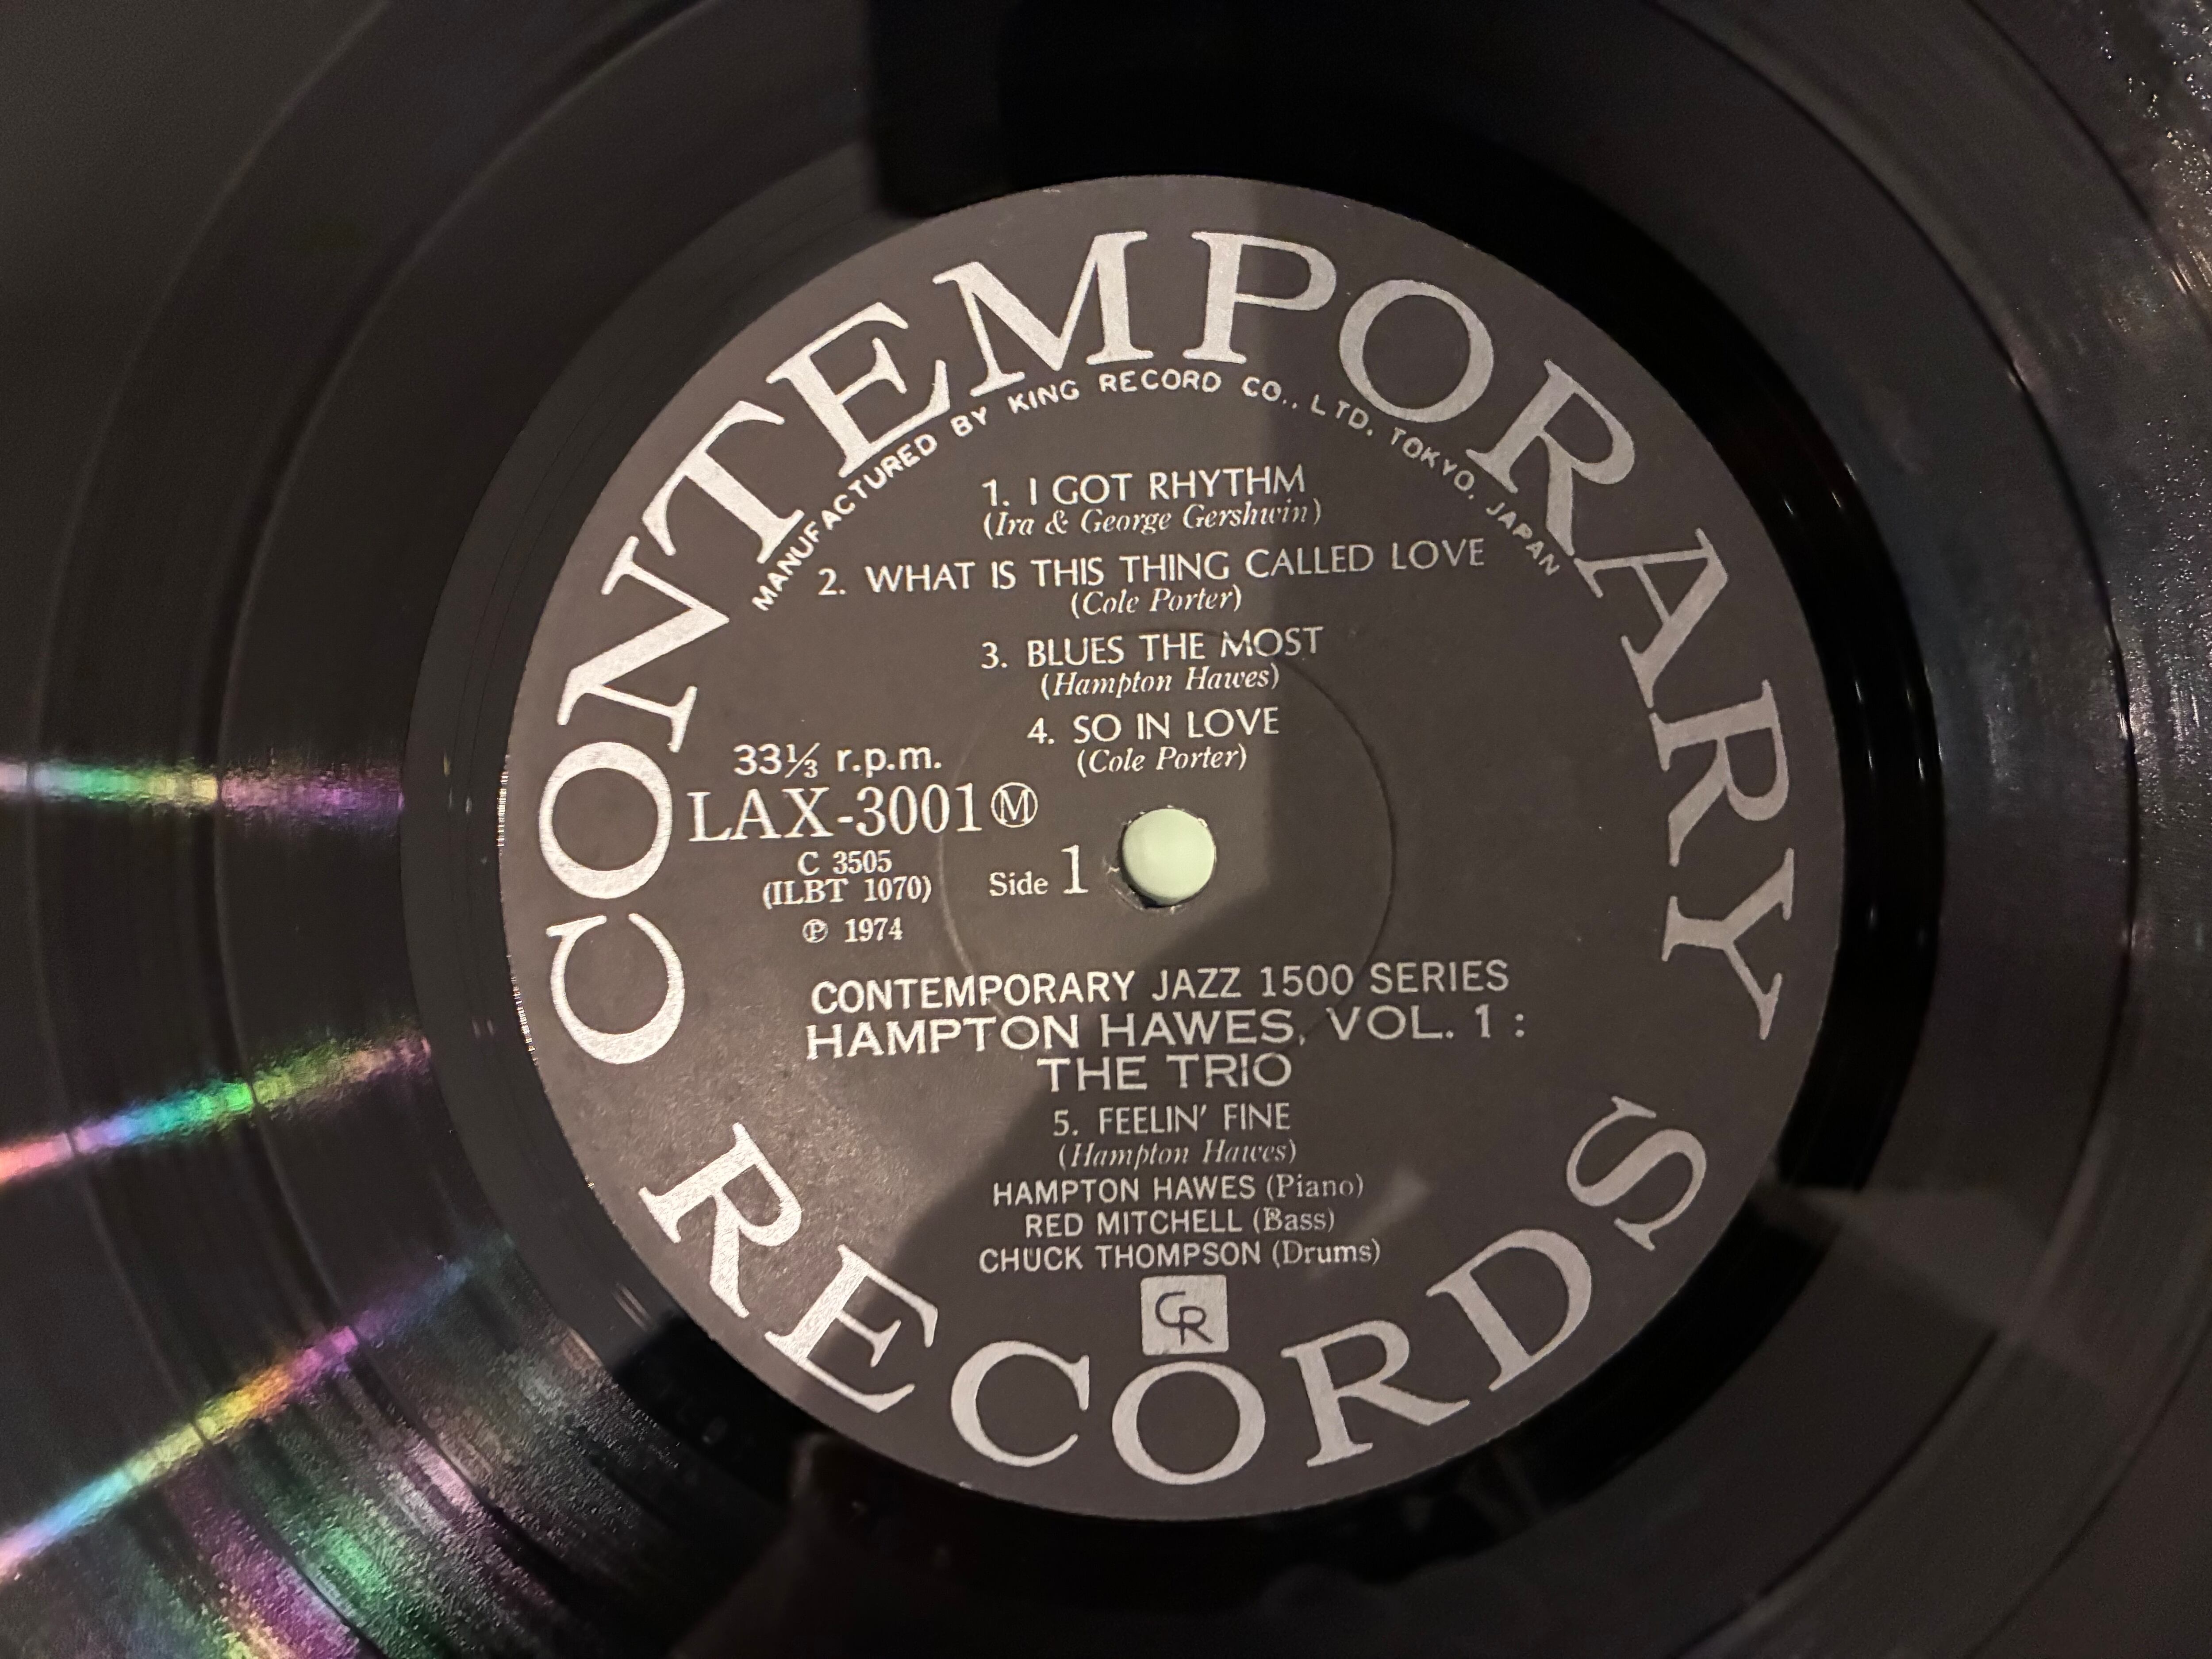 CONTEMPORARY
MANUFACTURED BY KING RECORD CO., LTD. TOKYO, JAPAN
1. I GOT RHYTHM
(Ira & George Gershwin)
2. WHAT IS THIS THING CALLED LOVE
(Cole Porter)
3. BLUES THE MOST
(Hampton Hawes)
4. SO IN LOVE
(Cole Porter)
33⅓ r.p.m.
LAX-3001 Ⓜ
C 3505
(ILBT 1070)
℗ 1974
Side 1
CONTEMPORARY JAZZ 1500 SERIES
HAMPTON HAWES, VOL. 1 :
THE TRIO
5. FEELIN' FINE
(Hampton Hawes)
HAMPTON HAWES (Piano)
RED MITCHELL (Bass)
CHUCK THOMPSON (Drums)
CR
RECORDS